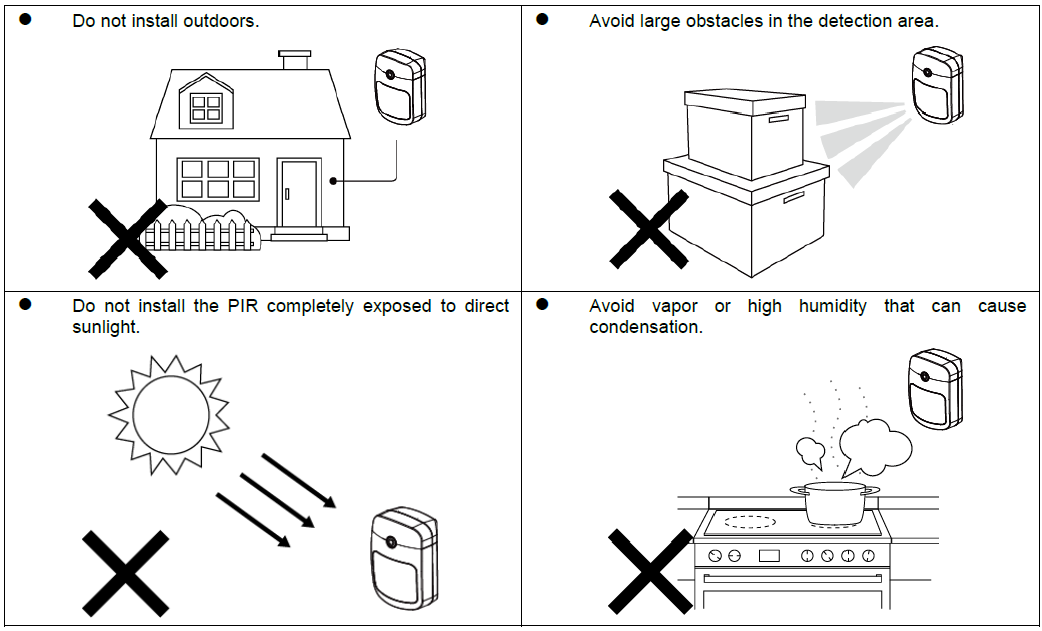 ● Do not install outdoors.
● Avoid large obstacles in the detection area.
● Do not install the PIR completely exposed to direct
sunlight.
● Avoid vapor or high humidity that can cause
condensation.